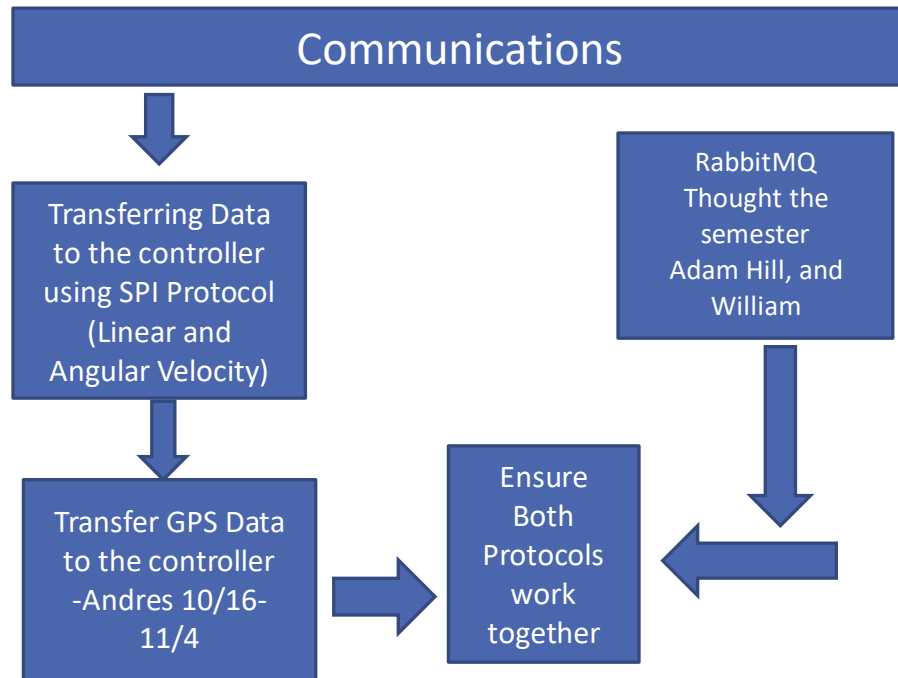 Communications
Transferring Data
to the controller
using SPI Protocol
(Linear and
Angular Velocity)
RabbitMQ
Thought the
semester
Adam Hill, and
William
Transfer GPS Data
to the controller
-Andres 10/16-
11/4
Ensure
Both
Protocols
work
together